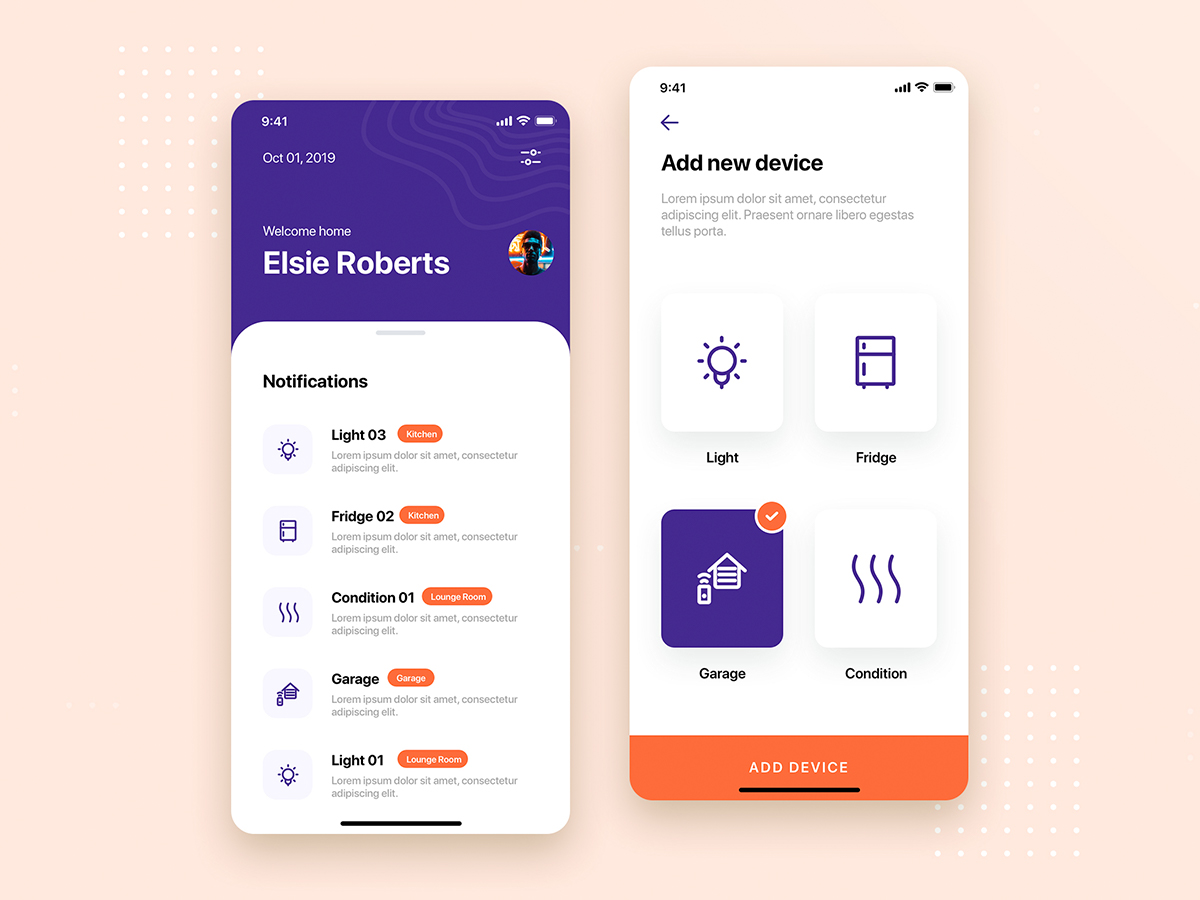 9:41
Oct 01, 2019
Welcome home
Elsie Roberts
Notifications
Light 03 Kitchen
Lorem ipsum dolor sit amet, consectetur
adipiscing elit.
Fridge 02 Kitchen
Lorem ipsum dolor sit amet, consectetur
adipiscing elit.
Condition 01 Lounge Room
Lorem ipsum dolor sit amet, consectetur
adipiscing elit.
Garage Garage
Lorem ipsum dolor sit amet, consectetur
adipiscing elit.
Light 01 Lounge Room
Lorem ipsum dolor sit amet, consectetur
adipiscing elit.
9:41
Add new device
Lorem ipsum dolor sit amet, consectetur
adipiscing elit. Praesent ornare libero egestas
tellus porta.
Light
Fridge
Garage
Condition
ADD DEVICE